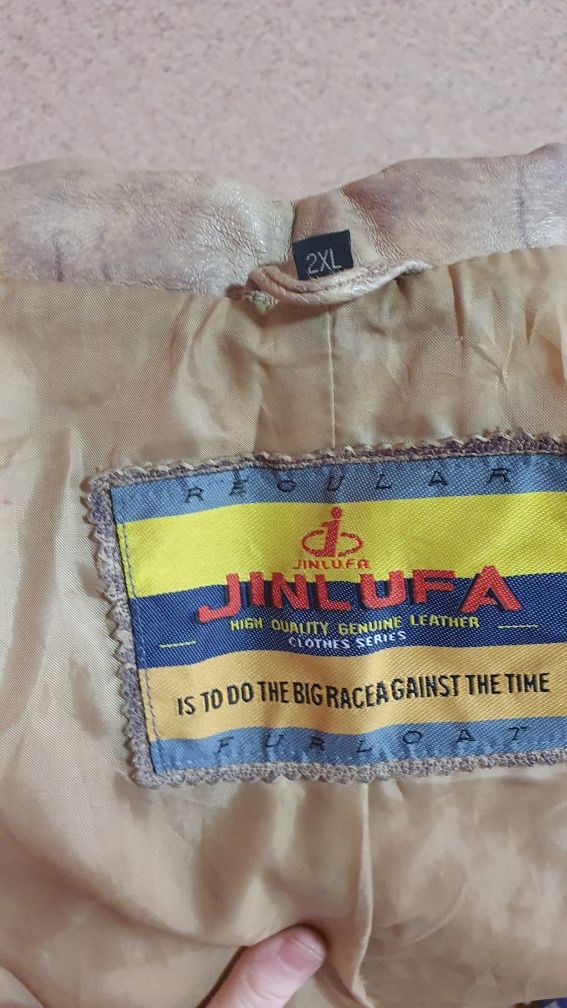 2XL
REGULAR
JINLUFA
JINLUFA
HIGH QUALITY GENUINE LEATHER
CLOTHES SERIES
IS TO DO THE BIG RACEA GAINST THE TIME
FURLOAT